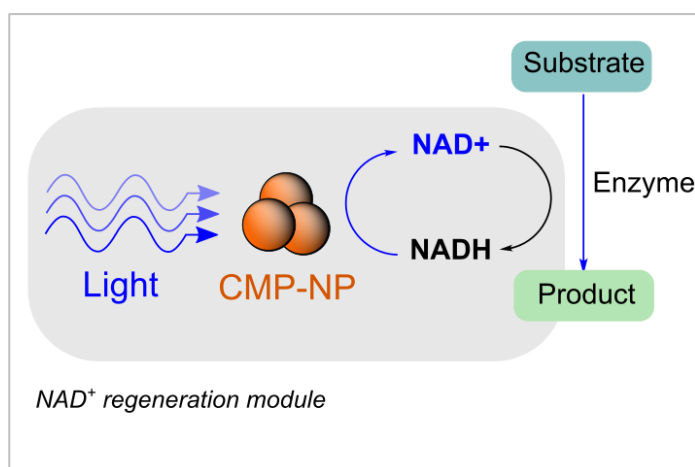 Substrate
NAD+
Enzyme
NADH
Light
CMP-NP
Product
NAD⁺ regeneration module